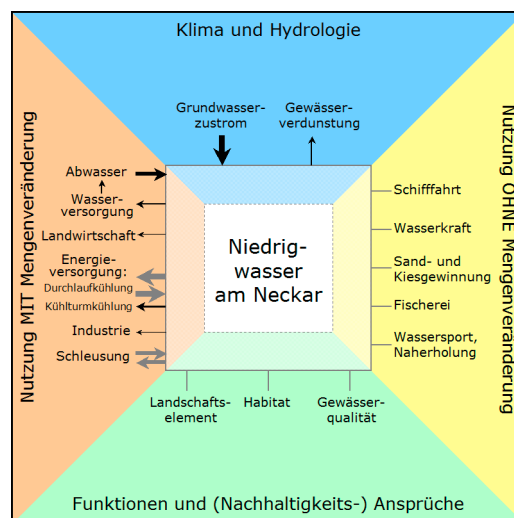 Klima und Hydrologie
Grundwasser-
zustrom
Gewässer-
verdunstung
Nutzung MIT Mengenveränderung
Abwasser
Wasser-
versorgung
Landwirtschaft
Energie-
versorgung:
Durchlaufkühlung
Kühlturmkühlung
Industrie
Schleusung
Niedrig-
wasser
am Neckar
Nutzung OHNE Mengenveränderung
Schifffahrt
Wasserkraft
Sand- und
Kiesgewinnung
Fischerei
Wassersport,
Naherholung
Landschafts-
element
Habitat
Gewässer-
qualität
Funktionen und (Nachhaltigkeits-) Ansprüche